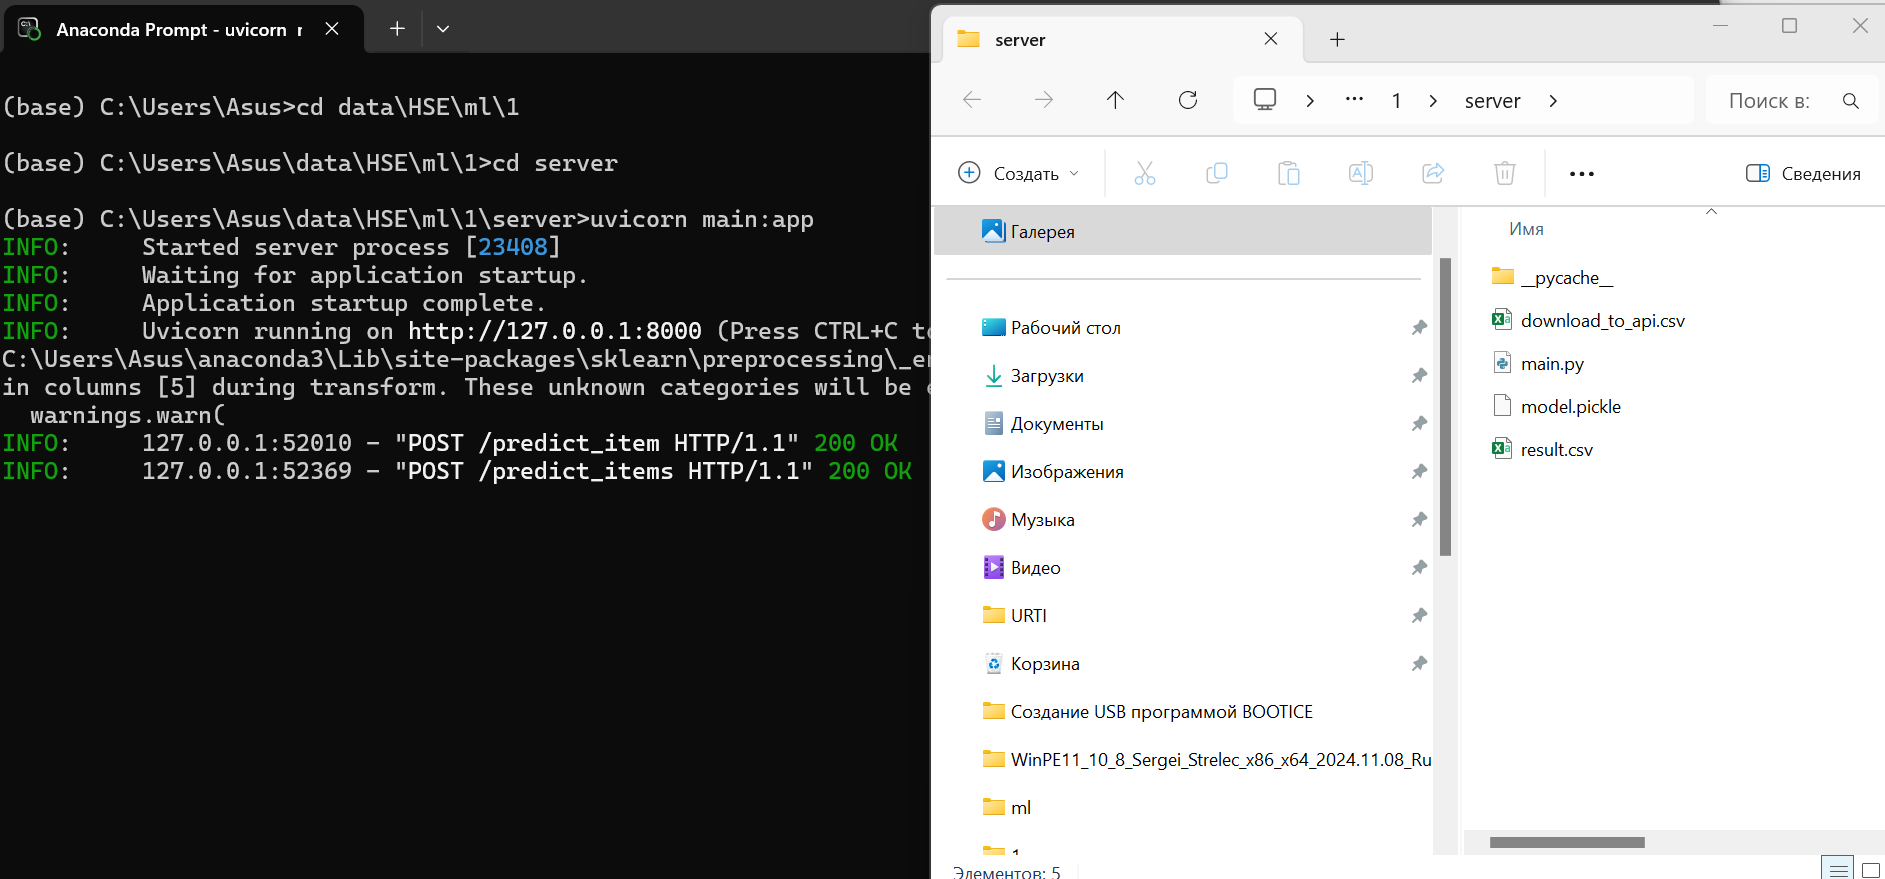 Anaconda Prompt - uvicorn
(base) C:\Users\Asus>cd data\HSE\ml\1
(base) C:\Users\Asus\data\HSE\ml\1>cd server
(base) C:\Users\Asus\data\HSE\ml\1\server>uvicorn main:app
INFO:     Started server process [23408]
INFO:     Waiting for application startup.
INFO:     Application startup complete.
INFO:     Uvicorn running on http://127.0.0.1:8000 (Press CTRL+C
C:\Users\Asus\anaconda3\Lib\site-packages\sklearn\preprocessing\
in columns [5] during transform. These unknown categories will be
warnings.warn(
INFO:     127.0.0.1:52010 - "POST /predict_item HTTP/1.1" 200 OK
INFO:     127.0.0.1:52369 - "POST /predict_items HTTP/1.1" 200 OK
server
1
server
Поиск в:
Создать
Сведения
Галерея
Рабочий стол
Загрузки
Документы
Изображения
Музыка
Видео
URTI
Корзина
Создание USB программой BOOTICE
WinPE11_10_8_Sergei_Strelec_x86_x64_2024.11.08_Ru
ml
1
Элементов: 5
Имя
__pycache__
download_to_api.csv
main.py
model.pickle
result.csv